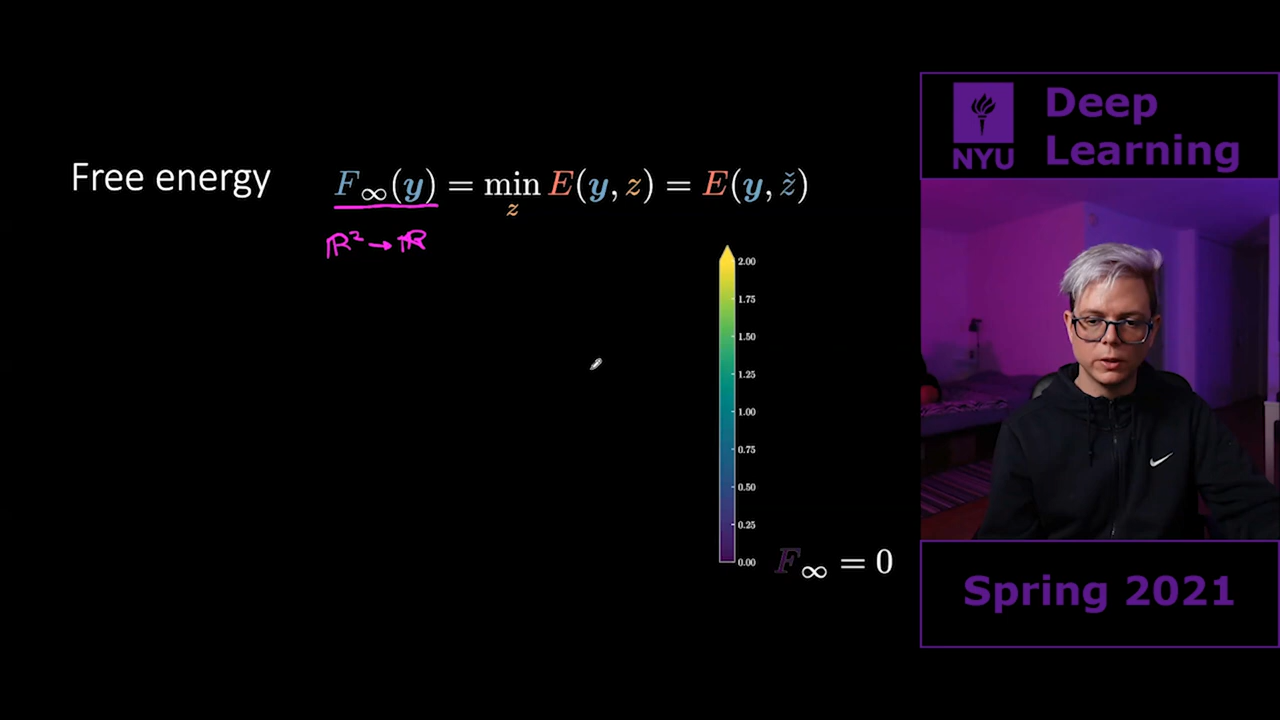 Free energy
F∞(y) = min E(y, z) = E(y, ž)
z
ℝ² → ℝ
2.00
1.75
1.50
1.25
1.00
0.75
0.50
0.25
0.00
F∞ = 0
NYU
Deep
Learning
Spring 2021